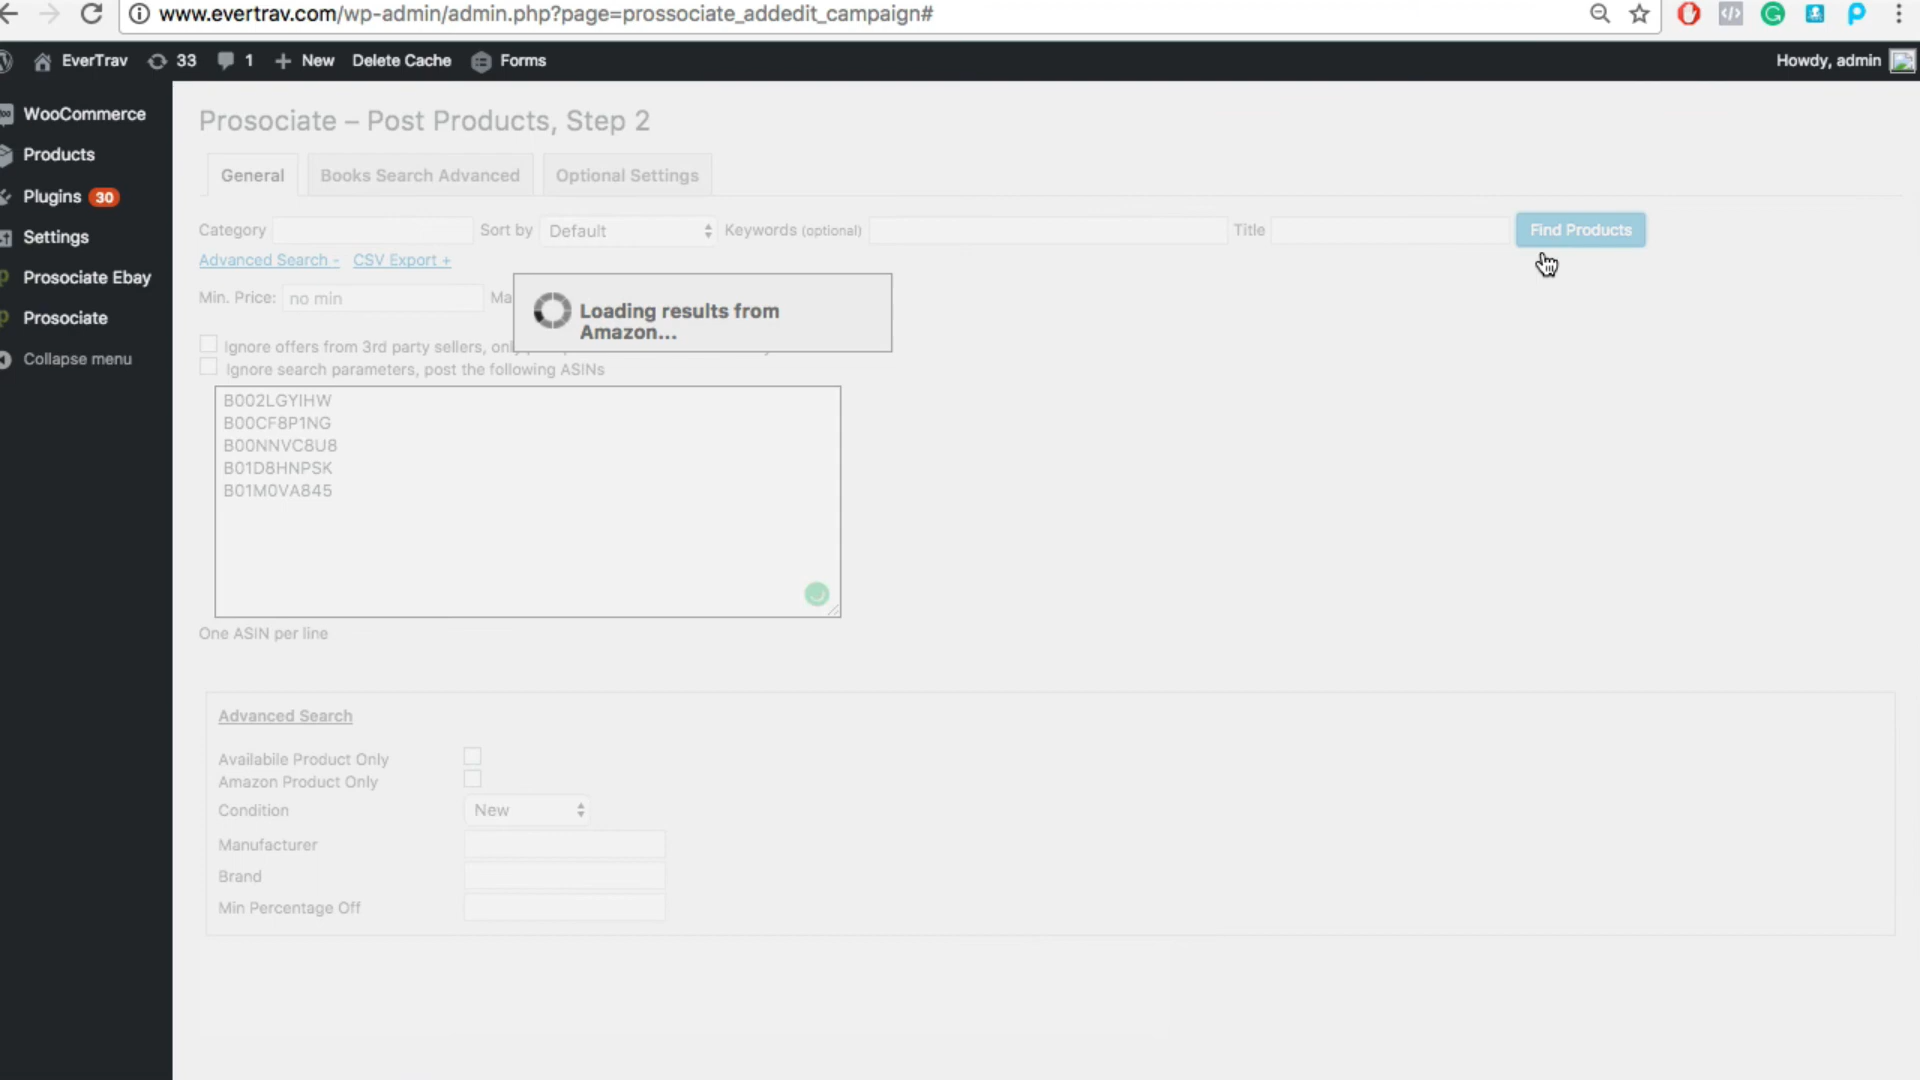 www.evertrav.com/wp-admin/admin.php?page=prossociate_addedit_campaign#
EverTrav 33 1 New Delete Cache Forms Howdy, admin
WooCommerce
Products
Plugins 30
Settings
Prosociate Ebay
Prosociate
Collapse menu
Prosociate – Post Products, Step 2
General Books Search Advanced Optional Settings
Category Sort by Default Keywords (optional) Title Find Products
Advanced Search - CSV Export +
Min. Price: no min Ma
Loading results from
Amazon...
Ignore offers from 3rd party sellers,
Ignore search parameters, post the following ASINs
B002LGYIHW
B00CF8P1NG
B00NNVC8U8
B01D8HNPSK
B01M0VA845
One ASIN per line
Advanced Search
Availabile Product Only
Amazon Product Only
Condition New
Manufacturer
Brand
Min Percentage Off